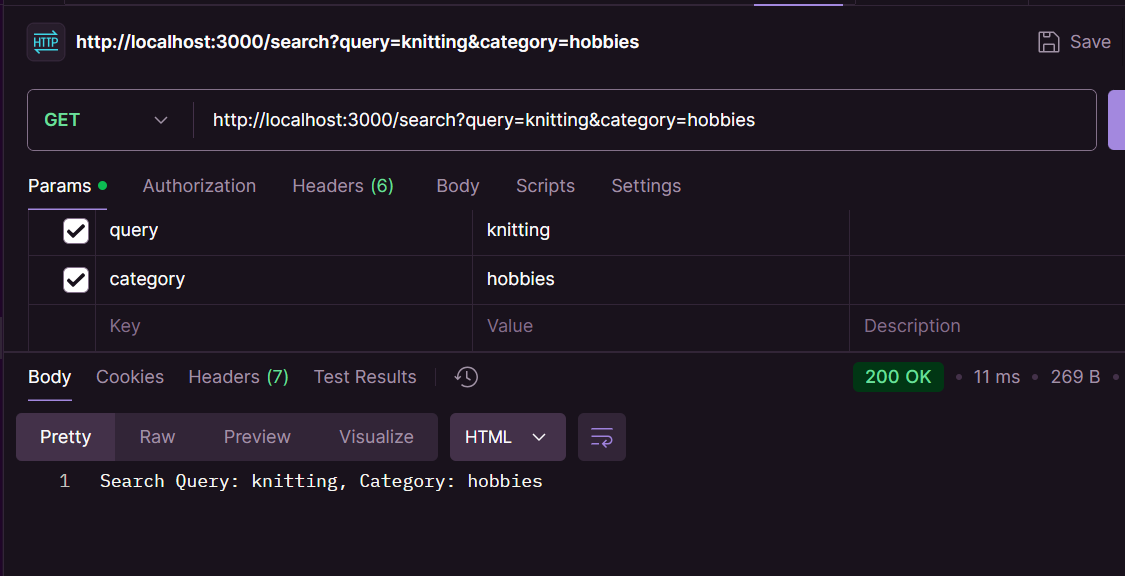 HTTP http://localhost:3000/search?query=knitting&category=hobbies Save
GET http://localhost:3000/search?query=knitting&category=hobbies
Params Authorization Headers (6) Body Scripts Settings
query knitting
category hobbies
Key Value Description
Body Cookies Headers (7) Test Results 200 OK • 11 ms • 269 B •
Pretty Raw Preview Visualize HTML
1 Search Query: knitting, Category: hobbies